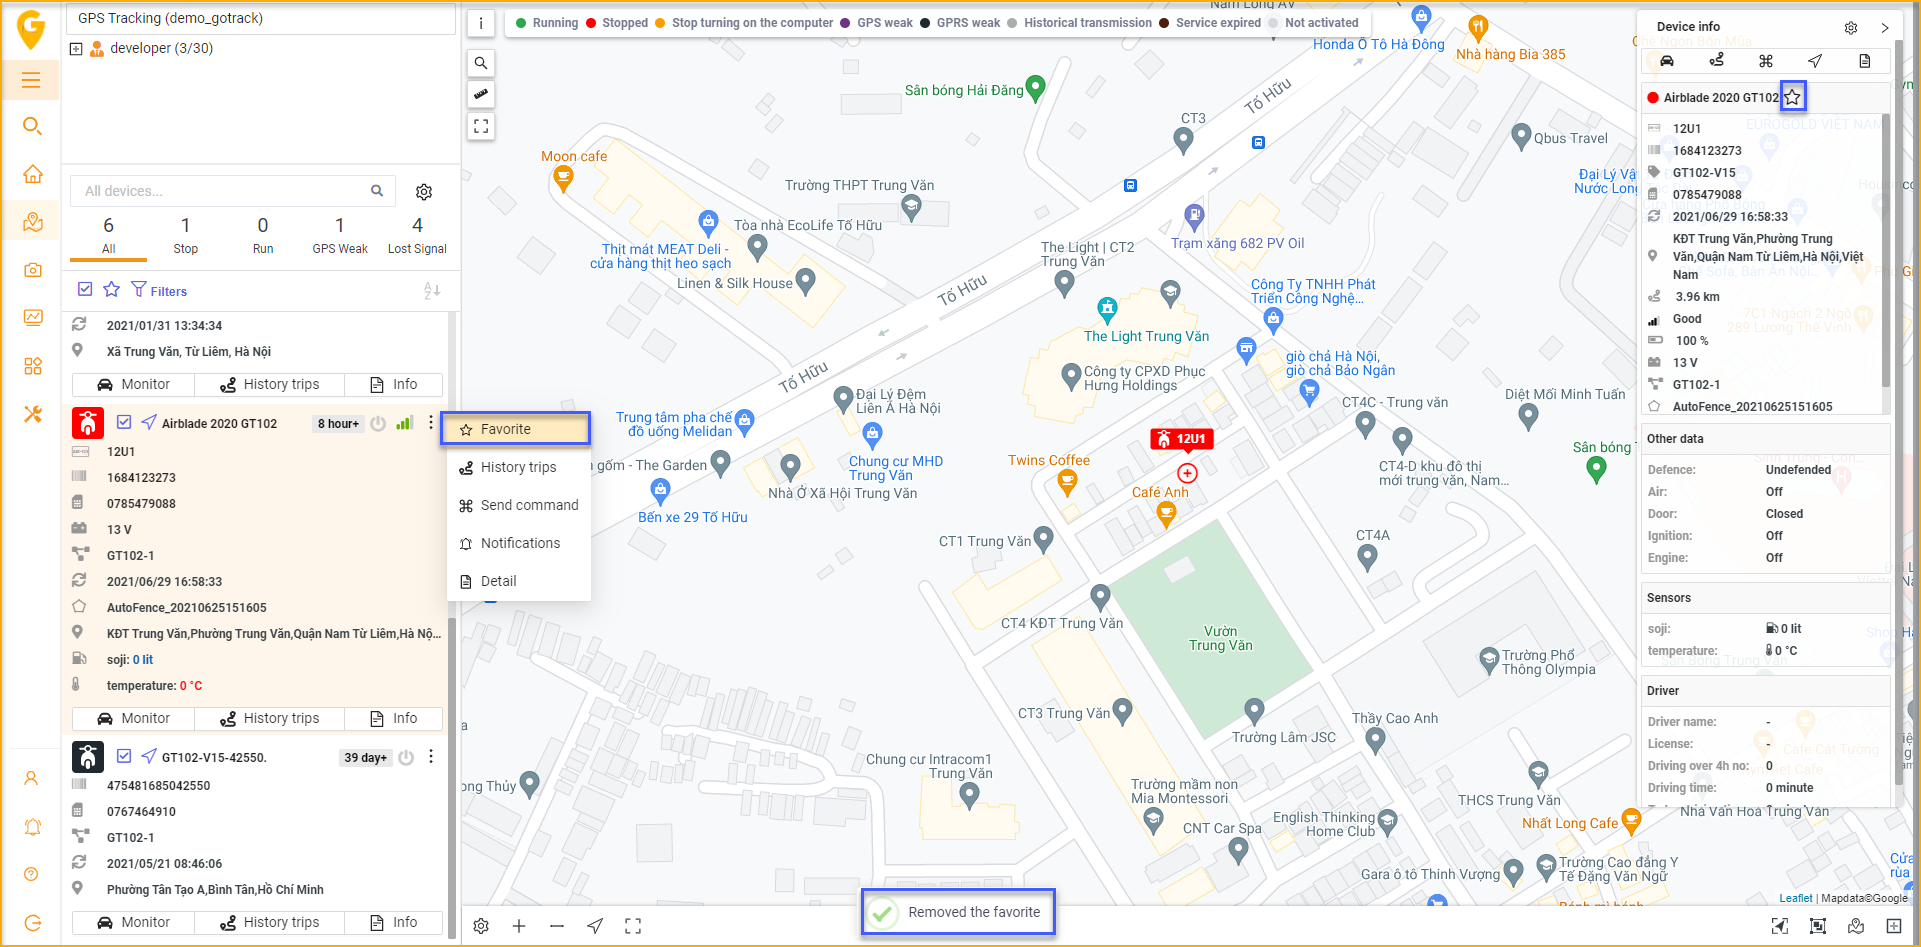 GPS Tracking (demo_gotrack)
developer (3/30)
All devices...
6
All
1
Stop
0
Run
1
GPS Weak
4
Lost Signal
Filters
2021/01/31 13:34:34
Xã Trung Văn, Từ Liêm, Hà Nội
Monitor
History trips
Info
Airblade 2020 GT102
8 hour+
12U1
1684123273
0785479088
13 V
GT102-1
2021/06/29 16:58:33
AutoFence_20210625151605
KĐT Trung Văn,Phường Trung Văn,Quận Nam Từ Liêm,Hà Nộ...
soji: 0 lit
temperature: 0 °C
Monitor
History trips
Info
GT102-V15-42550.
39 day+
475481685042550
0767464910
GT102-1
2021/05/21 08:46:06
Phường Tân Tạo A,Bình Tân,Hồ Chí Minh
Monitor
History trips
Info
Favorite
History trips
Send command
Notifications
Detail
i
Running
Stopped
Stop turning on the computer
GPS weak
GPRS weak
Historical transmission
Service expired
Not activated
Nam Long AV
Honda Ô Tô Hà Đông
Nhà hàng Bia 385
Sân bóng Hải Đăng
Tố Hữu
CT3
Qbus Travel
Moon cafe
Trường THPT Trung Văn
Tòa nhà EcoLife Tố Hữu
Thịt mát MEAT Deli -
cửa hàng thịt heo sạch
Linen & Silk House
Trạm xăng 682 PV Oil
The Light | CT2
Trung Văn
Tố Hữu
Công Ty TNHH Phát
Triển Công Nghệ...
The Light Trung Văn
giò chả Hà Nội,
giò chả Bảo Ngân
Công ty CPXD Phục
Hưng Holdings
Tố Hữu
Đại Lý Đệm
Liên Á Hà Nội
Diệt Mối Minh Tuấn
CT4C - Trung văn
Trung tâm pha chế
đồ uống Melidan
12U1
Sân bóng
Twins Coffee
Chung cư MHD
Trung Văn
a gốm - The Garden
CT4-D khu đô thị
mới trung văn, Nam...
Nhà Ở Xã Hội Trung Văn
Café Anh
Bến xe 29 Tố Hữu
CT1 Trung Văn
CT4A
CT4 KĐT Trung Văn
Vườn
Trung Văn
Trường Phổ
Thông Olympia
CT3 Trung Văn
Thầy Cao Anh
Trường Lâm JSC
Chung cư Intracom1
Trung Văn
ong Thủy
Trường mầm non
Mia Montessori
THCS Trung Văn
English Thinking
Home Club
CNT Car Spa
Nhất Long Cafe
Nhà Văn Hoá Trung Văn
Gara ô tô Thinh Vượng
Trường Cao đẳng Y
Tế Đặng Văn Ngữ
Cửa
rùa
Removed the favorite
Leaflet | Mapdata©Google
Đại Lý Vật
Nước Long
Device info
Airblade 2020 GT102
12U1
1684123273
GT102-V15
0785479088
2021/06/29 16:58:33
KĐT Trung Văn,Phường Trung
Văn,Quận Nam Từ Liêm,Hà Nội,Việt
Nam
3.96 km
Good
100 %
13 V
GT102-1
AutoFence_20210625151605
Other data
Defence: Undefended
Air: Off
Door: Closed
Ignition: Off
Engine: Off
Sensors
soji: 0 lit
temperature: 0 °C
Driver
Driver name: -
License: -
Driving over 4h no: 0
Driving time: 0 minute